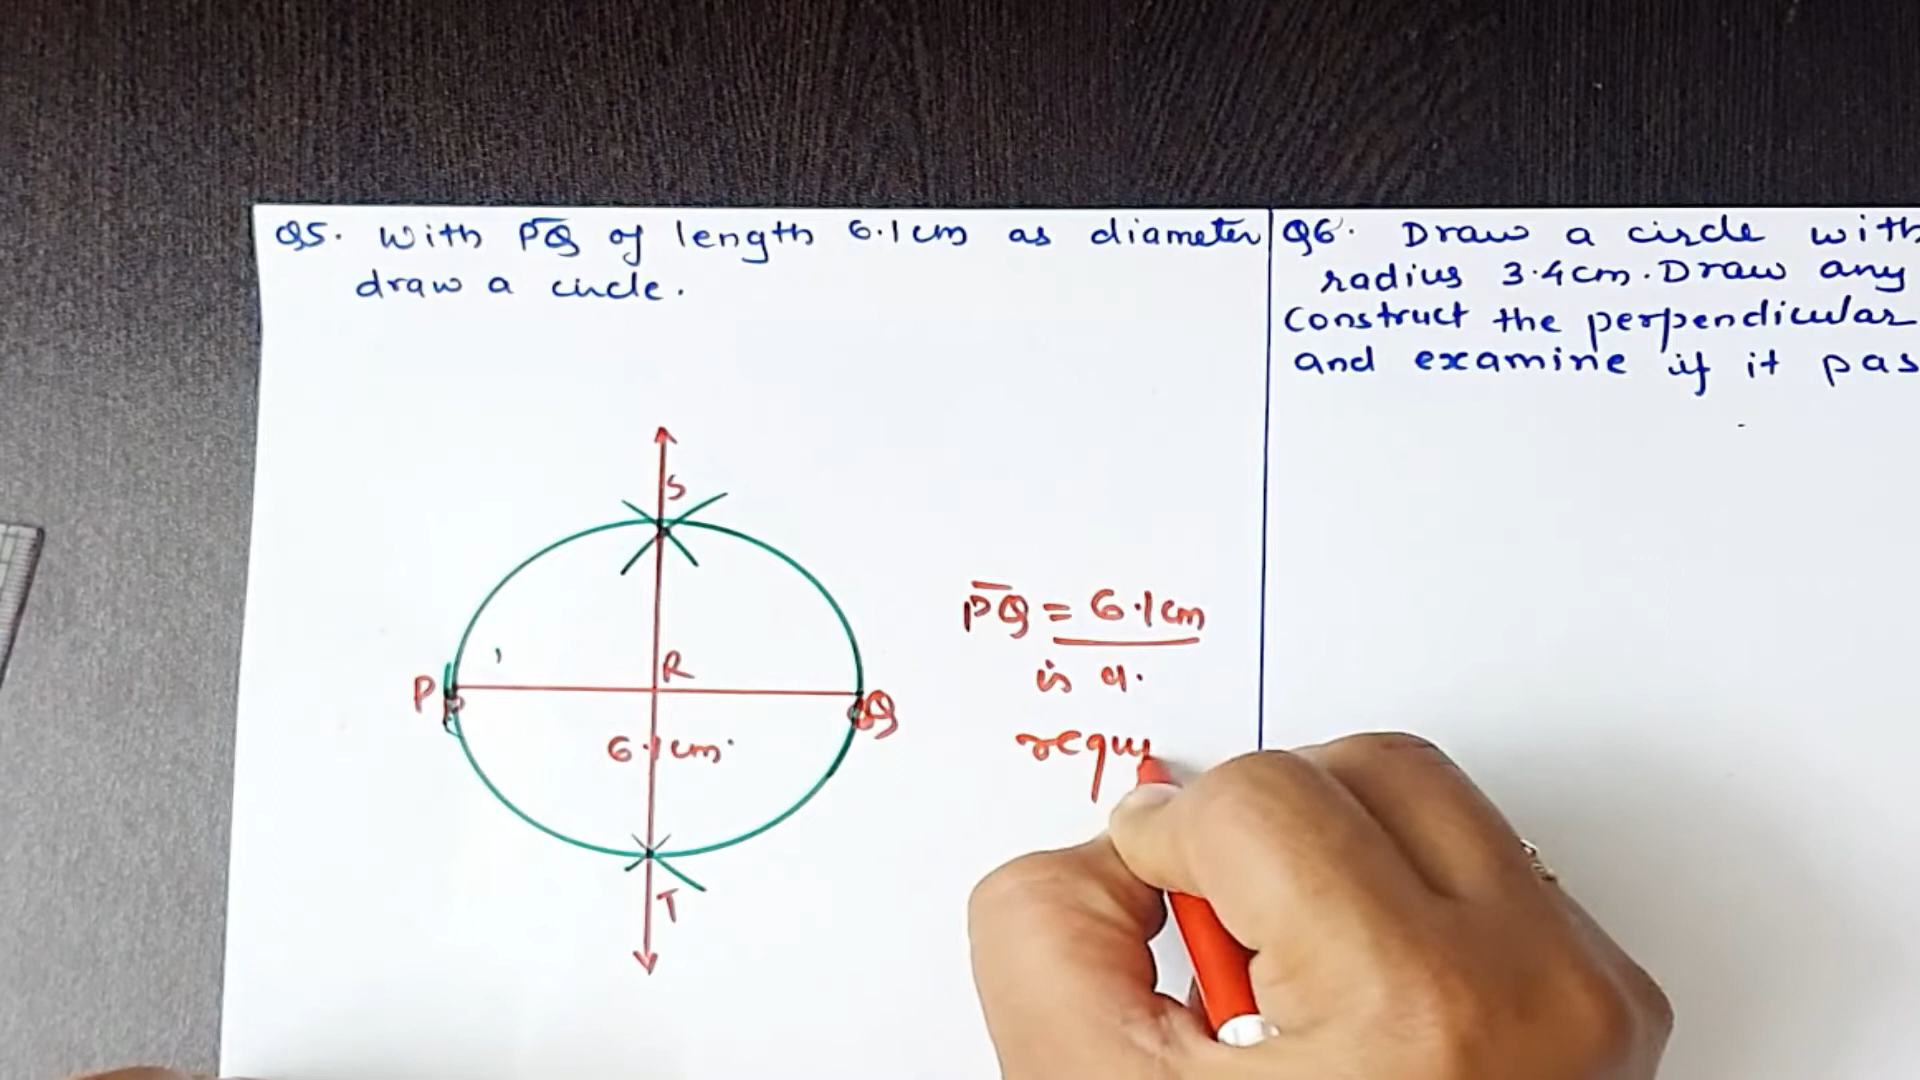 Q5. With PQ of length 6.1cm as diameter
draw a circle.
Q6. Draw a circle with
radius 3.4cm. Draw any
Construct the perpendicular
and examine if it pas
S
P
R
Q
6.1cm.
T
PQ = 6.1cm
is a.
requi